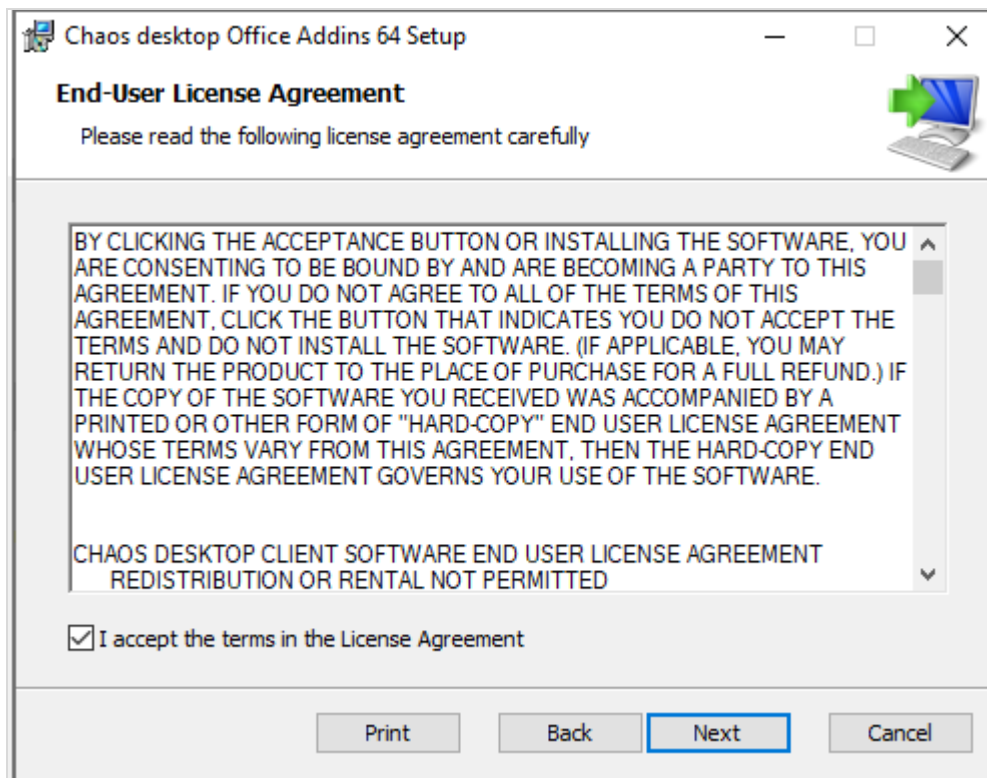 Chaos desktop Office Addins 64 Setup
End-User License Agreement
Please read the following license agreement carefully
BY CLICKING THE ACCEPTANCE BUTTON OR INSTALLING THE SOFTWARE, YOU
ARE CONSENTING TO BE BOUND BY AND ARE BECOMING A PARTY TO THIS
AGREEMENT. IF YOU DO NOT AGREE TO ALL OF THE TERMS OF THIS
AGREEMENT, CLICK THE BUTTON THAT INDICATES YOU DO NOT ACCEPT THE
TERMS AND DO NOT INSTALL THE SOFTWARE. (IF APPLICABLE, YOU MAY
RETURN THE PRODUCT TO THE PLACE OF PURCHASE FOR A FULL REFUND.) IF
THE COPY OF THE SOFTWARE YOU RECEIVED WAS ACCOMPANIED BY A
PRINTED OR OTHER FORM OF "HARD-COPY" END USER LICENSE AGREEMENT
WHOSE TERMS VARY FROM THIS AGREEMENT, THEN THE HARD-COPY END
USER LICENSE AGREEMENT GOVERNS YOUR USE OF THE SOFTWARE.
CHAOS DESKTOP CLIENT SOFTWARE END USER LICENSE AGREEMENT
REDISTRIBUTION OR RENTAL NOT PERMITTED
I accept the terms in the License Agreement
Print Back Next Cancel